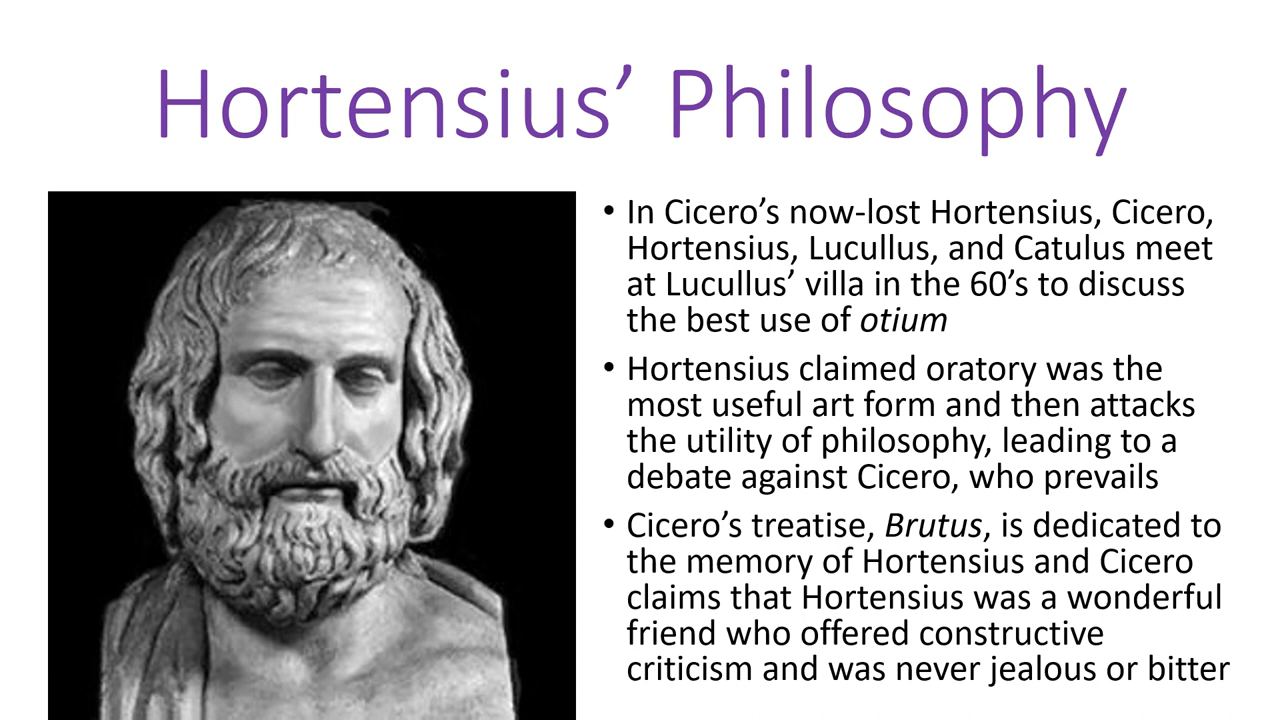 Hortensius’ Philosophy
• In Cicero’s now-lost Hortensius, Cicero,
Hortensius, Lucullus, and Catulus meet
at Lucullus’ villa in the 60’s to discuss
the best use of otium
• Hortensius claimed oratory was the
most useful art form and then attacks
the utility of philosophy, leading to a
debate against Cicero, who prevails
• Cicero’s treatise, Brutus, is dedicated to
the memory of Hortensius and Cicero
claims that Hortensius was a wonderful
friend who offered constructive
criticism and was never jealous or bitter